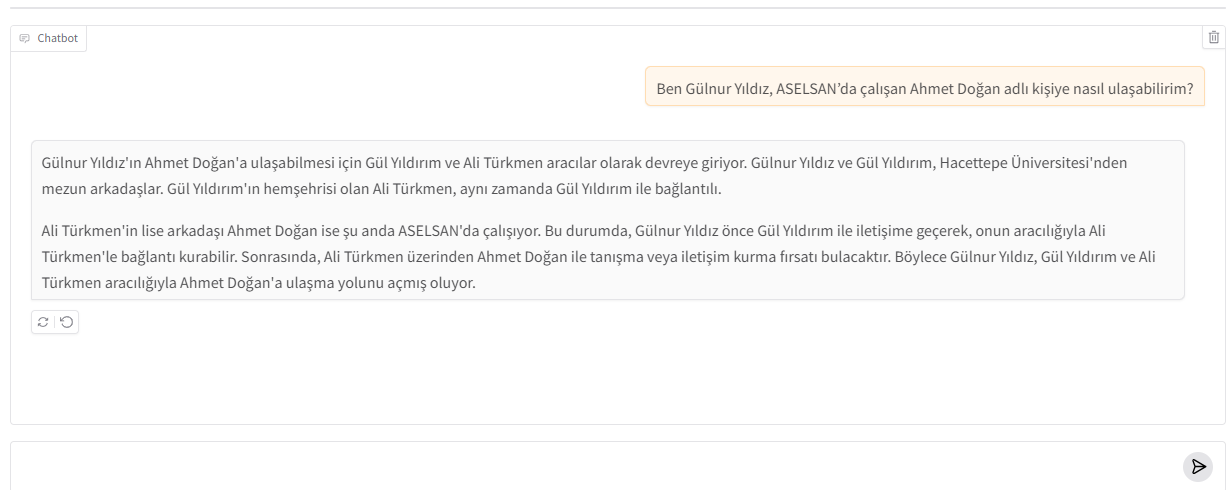 Chatbot
Ben Gülnur Yıldız, ASELSAN’da çalışan Ahmet Doğan adlı kişiye nasıl ulaşabilirim?
Gülnur Yıldız'ın Ahmet Doğan'a ulaşabilmesi için Gül Yıldırım ve Ali Türkmen aracılar olarak devreye giriyor. Gülnur Yıldız ve Gül Yıldırım, Hacettepe Üniversitesi'nden
mezun arkadaşlar. Gül Yıldırım'ın hemşehrisi olan Ali Türkmen, aynı zamanda Gül Yıldırım ile bağlantılı.
Ali Türkmen'in lise arkadaşı Ahmet Doğan ise şu anda ASELSAN'da çalışıyor. Bu durumda, Gülnur Yıldız önce Gül Yıldırım ile iletişime geçerek, onun aracılığıyla Ali
Türkmen'le bağlantı kurabilir. Sonrasında, Ali Türkmen üzerinden Ahmet Doğan ile tanışma veya iletişim kurma fırsatı bulacaktır. Böylece Gülnur Yıldız, Gül Yıldırım ve Ali
Türkmen aracılığıyla Ahmet Doğan'a ulaşma yolunu açmış oluyor.